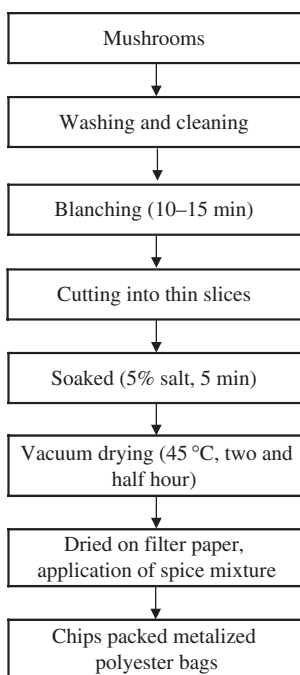 Mushrooms
Washing and cleaning
Blanching (10–15 min)
Cutting into thin slices
Soaked (5% salt, 5 min)
Vacuum drying (45 °C, two and
half hour)
Dried on filter paper,
application of spice mixture
Chips packed metalized
polyester bags